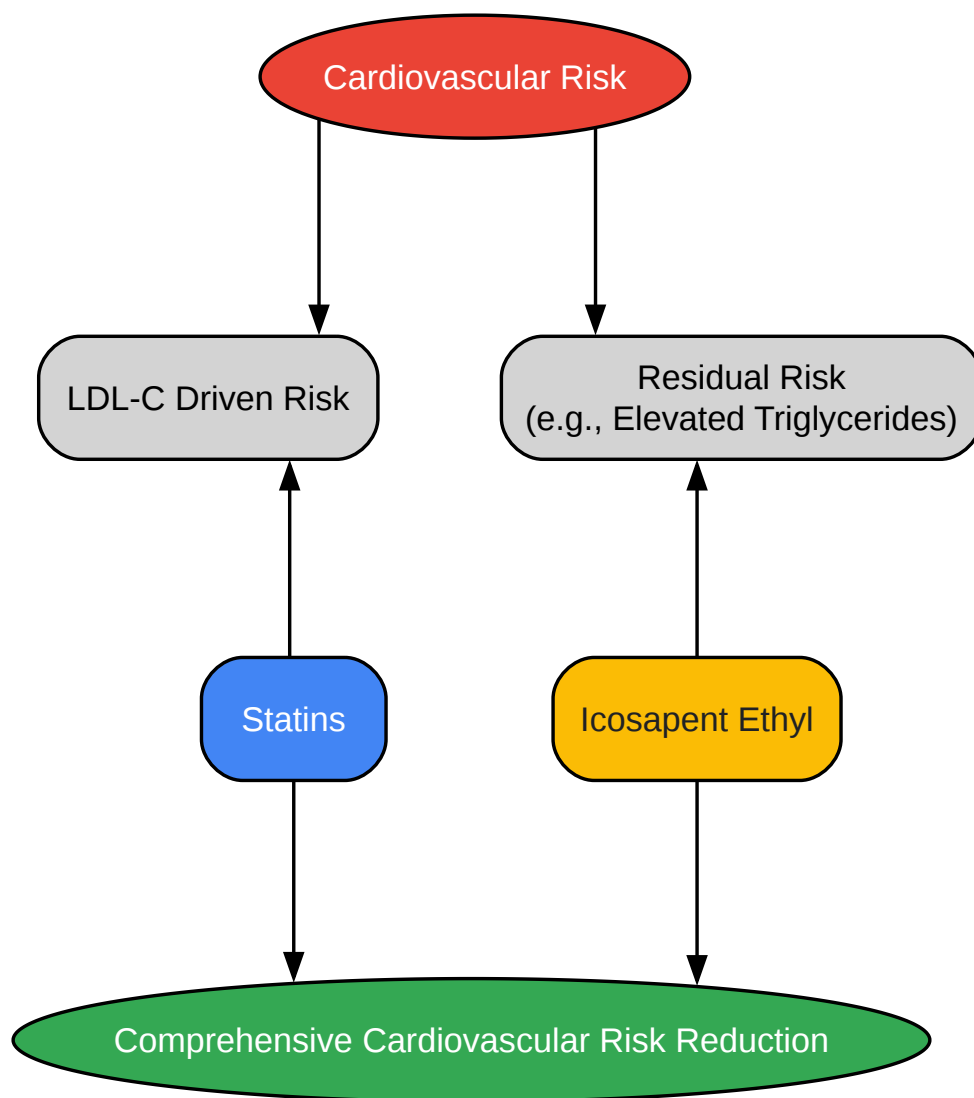 Cardiovascular Risk
LDL-C Driven Risk
Residual Risk
(e.g., Elevated Triglycerides)
Statins
Icosapent Ethyl
Comprehensive Cardiovascular Risk Reduction